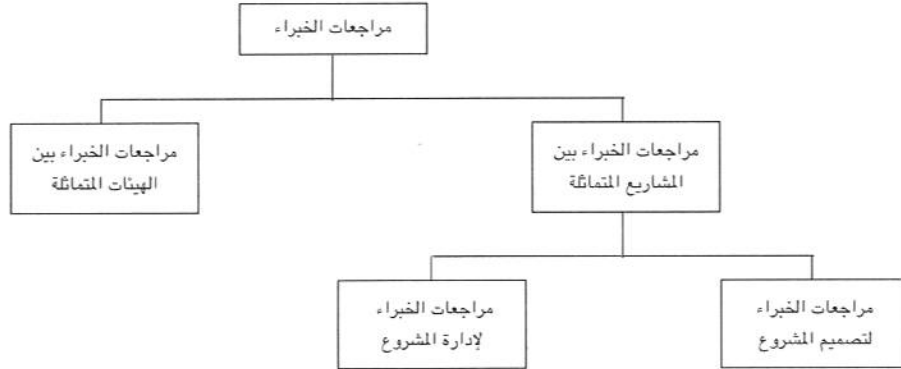 مراجعات الخبراء
مراجعات الخبراء بين
المشاريع المتماثلة
مراجعات الخبراء بين
الهيئات المتماثلة
مراجعات الخبراء
لتصميم المشروع
مراجعات الخبراء
لإدارة المشروع